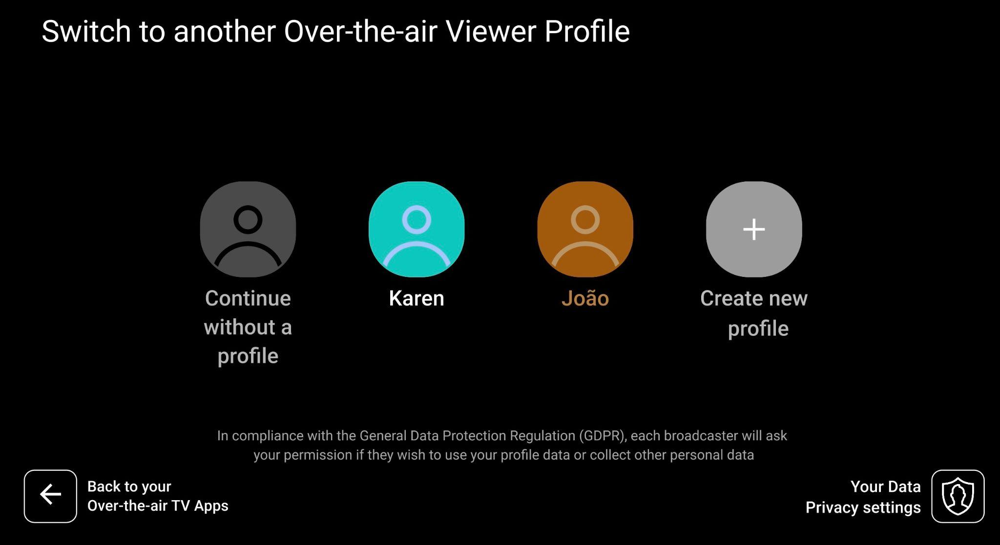 Switch to another Over-the-air Viewer Profile
Continue
without a
profile
Karen
João
Create new
profile
In compliance with the General Data Protection Regulation (GDPR), each broadcaster will ask
your permission if they wish to use your profile data or collect other personal data
Back to your
Over-the-air TV Apps
Your Data
Privacy settings